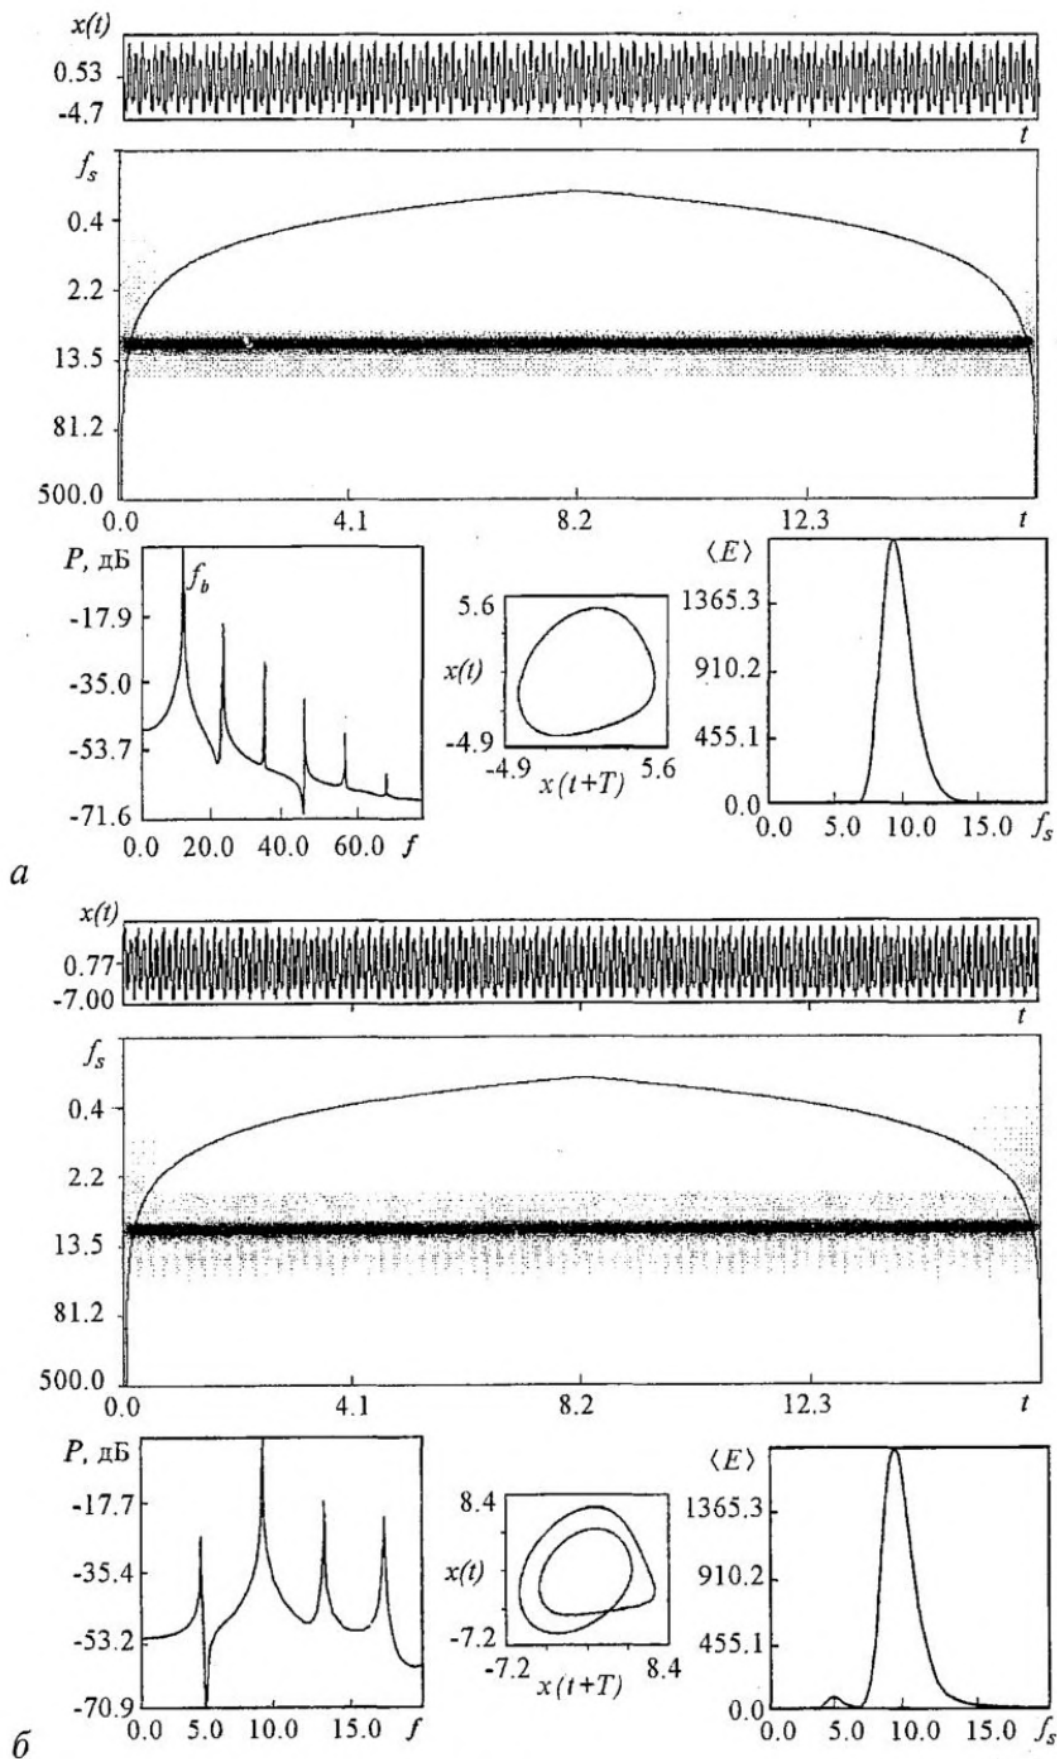 x(t)
0.53
-4.7
t
f_s
0.4
2.2
13.5
81.2
500.0
0.0 4.1 8.2 12.3 t
P, дБ
f_b
-17.9
-35.0
-53.7
-71.6
0.0 20.0 40.0 60.0 f
5.6
x(t)
-4.9
-4.9 5.6
x(t+T)
⟨E⟩
1365.3
910.2
455.1
0.0
0.0 5.0 10.0 15.0 f_s
а
x(t)
0.77
-7.00
t
f_s
0.4
2.2
13.5
81.2
500.0
0.0 4.1 8.2 12.3 t
P, дБ
-17.7
-35.4
-53.2
-70.9
0.0 5.0 10.0 15.0 f
8.4
x(t)
-7.2
-7.2 8.4
x(t+T)
⟨E⟩
1365.3
910.2
455.1
0.0
0.0 5.0 10.0 15.0 f_s
б